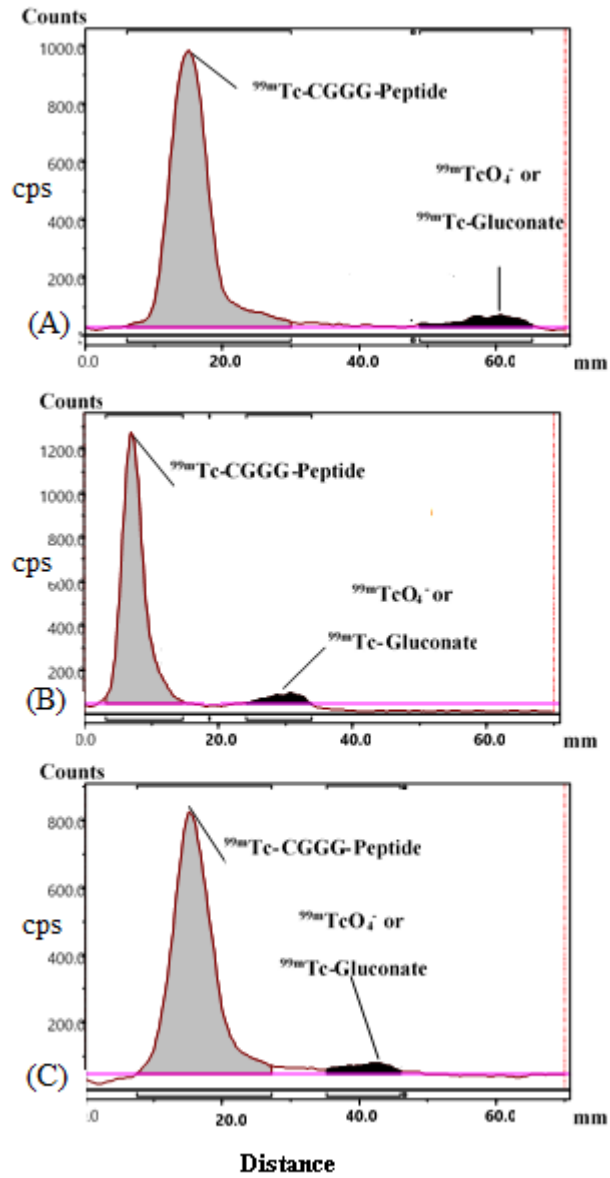 Counts
1000.0
⁹⁹ᵐTc-CGGG-Peptide
800.0
⁹⁹ᵐTcO₄⁻ or
600.0
cps
⁹⁹ᵐTc-Gluconate
400.0
200.0
(A)
0.0 20.0 40.0 60.0
mm
Counts
1200.0
⁹⁹ᵐTc-CGGG-Peptide
1000.0
800.0
cps
600.0
⁹⁹ᵐTcO₄⁻ or
400.0
⁹⁹ᵐTc-Gluconate
200.0
(B)
0.0 20.0 40.0 60.0
mm
Counts
800.0
⁹⁹ᵐTc-CGGG-Peptide
600.0
⁹⁹ᵐTcO₄⁻ or
cps
400.0
⁹⁹ᵐTc-Gluconate
200.0
(C)
.0 20.0 40.0 60.0
mm
Distance